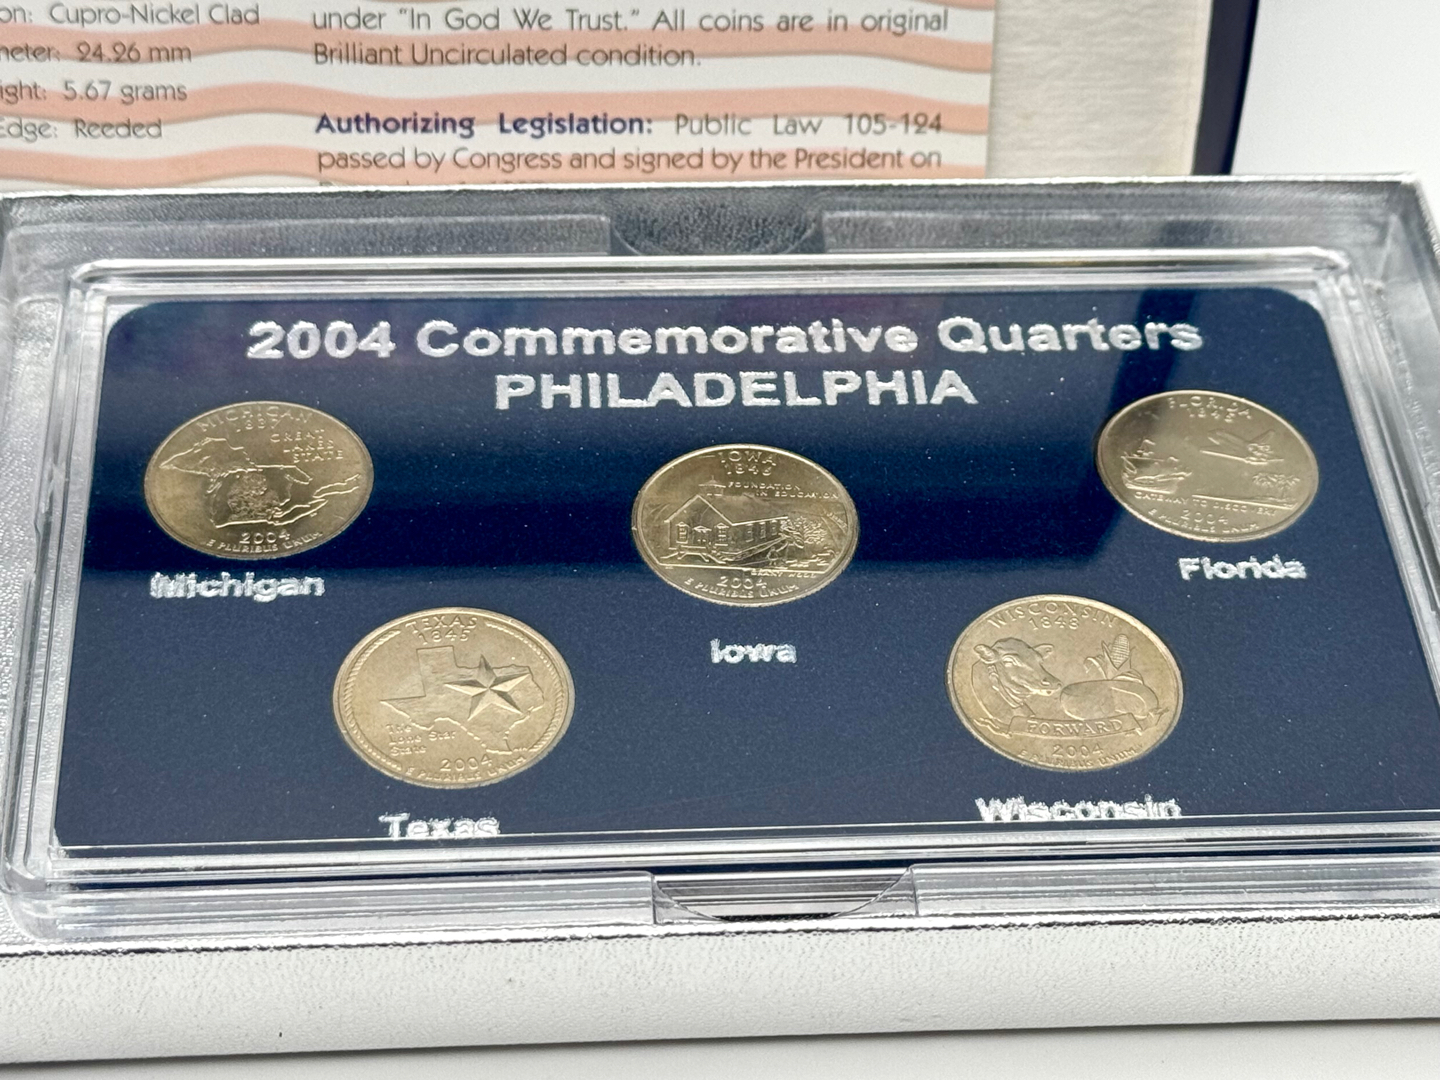 on: Cupro-Nickel Clad
meter: 24.26 mm
ight: 5.67 grams
Edge: Reeded
under “In God We Trust.” All coins are in original
Brilliant Uncirculated condition.
Authorizing Legislation: Public Law 105-124
passed by Congress and signed by the President on
2004 Commemorative Quarters
PHILADELPHIA
MICHIGAN
1837
GREAT
LAKES
STATE
2004
E PLURIBUS UNUM
Michigan
IOWA
1846
FOUNDATION
IN EDUCATION
GRANT WOOD
2004
E PLURIBUS UNUM
Iowa
FLORIDA
1845
GATEWAY TO DISCOVERY
2004
E PLURIBUS UNUM
Florida
TEXAS
1845
The
Lone Star
State
2004
E PLURIBUS UNUM
Texas
WISCONSIN
1848
FORWARD
2004
E PLURIBUS UNUM
Wisconsin